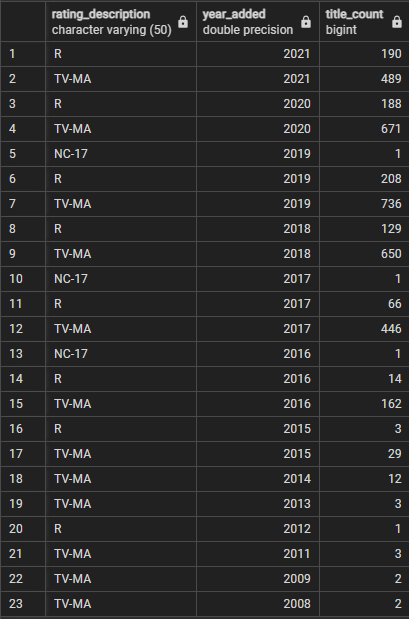 rating_description year_added title_count
character varying (50) double precision bigint
1 R 2021 190
2 TV-MA 2021 489
3 R 2020 188
4 TV-MA 2020 671
5 NC-17 2019 1
6 R 2019 208
7 TV-MA 2019 736
8 R 2018 129
9 TV-MA 2018 650
10 NC-17 2017 1
11 R 2017 66
12 TV-MA 2017 446
13 NC-17 2016 1
14 R 2016 14
15 TV-MA 2016 162
16 R 2015 3
17 TV-MA 2015 29
18 TV-MA 2014 12
19 TV-MA 2013 3
20 R 2012 1
21 TV-MA 2011 3
22 TV-MA 2009 2
23 TV-MA 2008 2